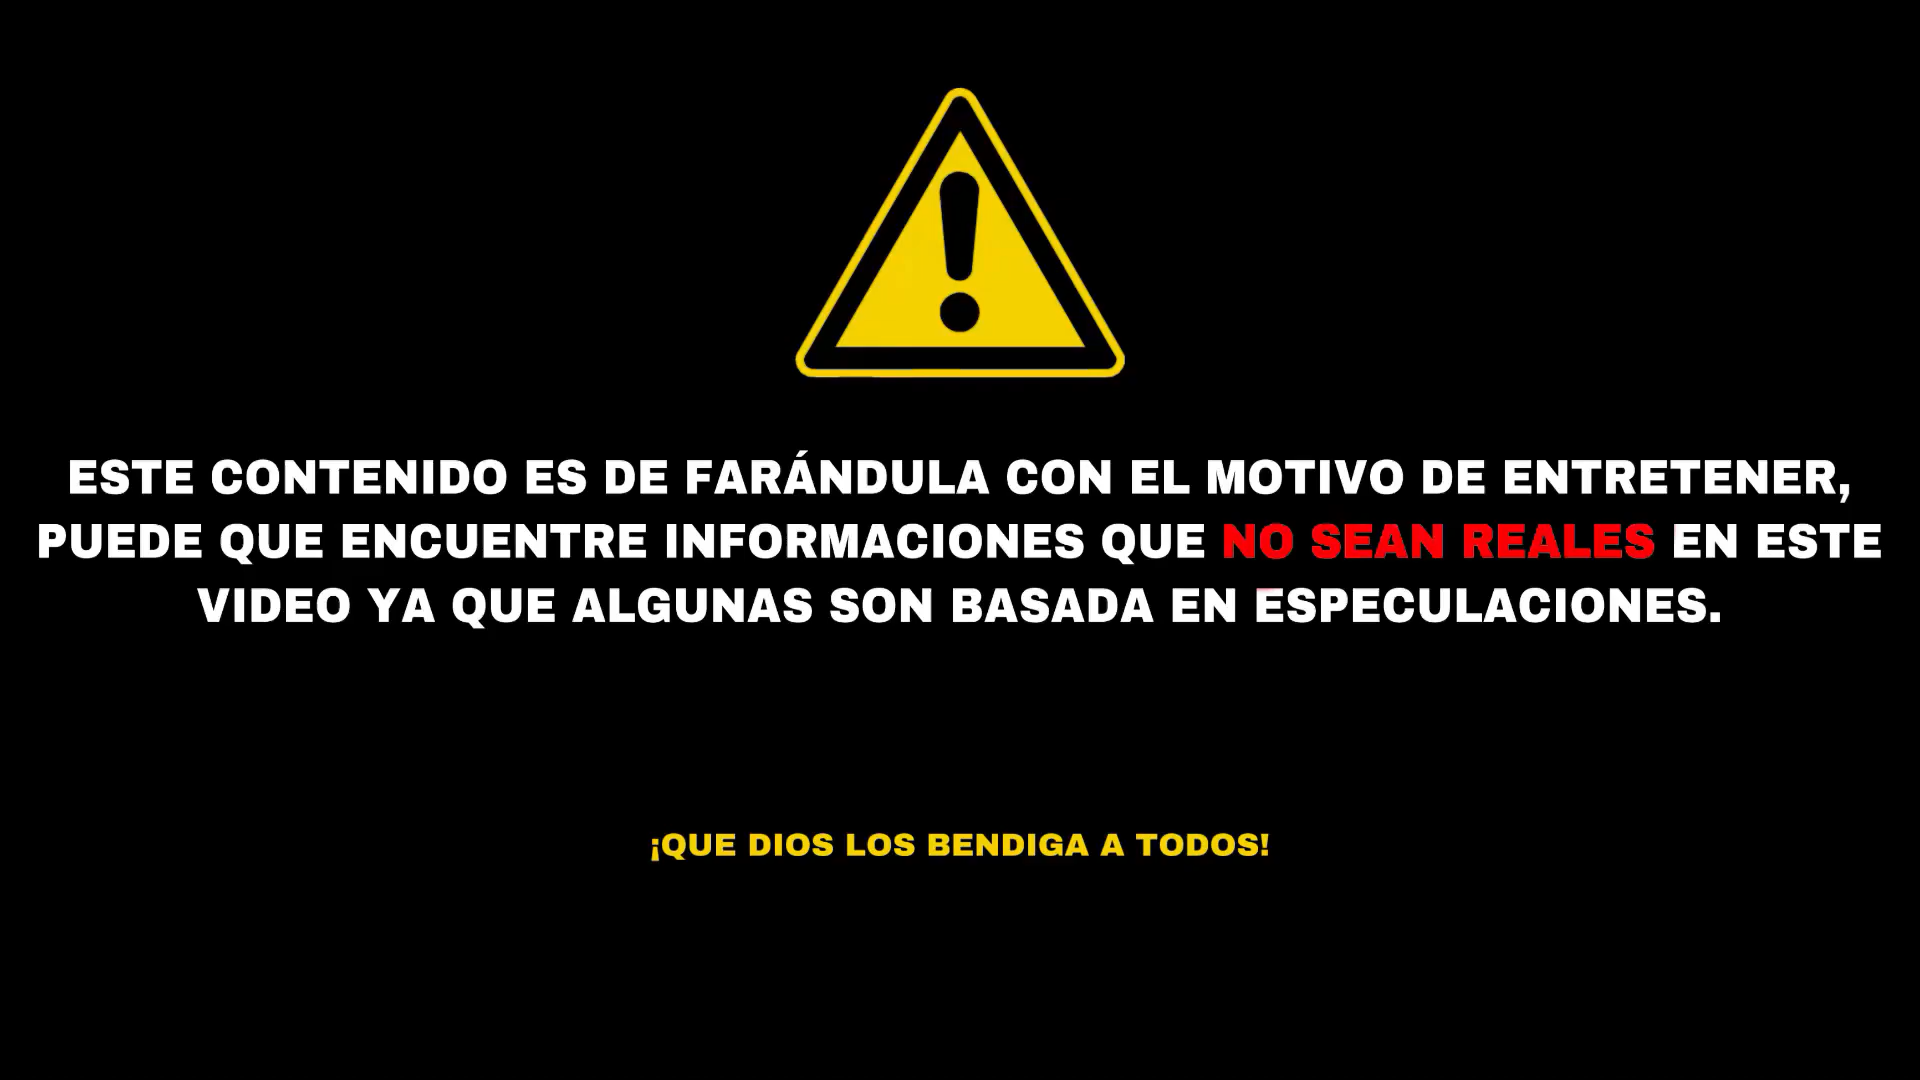 ESTE CONTENIDO ES DE FARÁNDULA CON EL MOTIVO DE ENTRETENER,
PUEDE QUE ENCUENTRE INFORMACIONES QUE NO SEAN REALES EN ESTE
VIDEO YA QUE ALGUNAS SON BASADA EN ESPECULACIONES.
¡QUE DIOS LOS BENDIGA A TODOS!